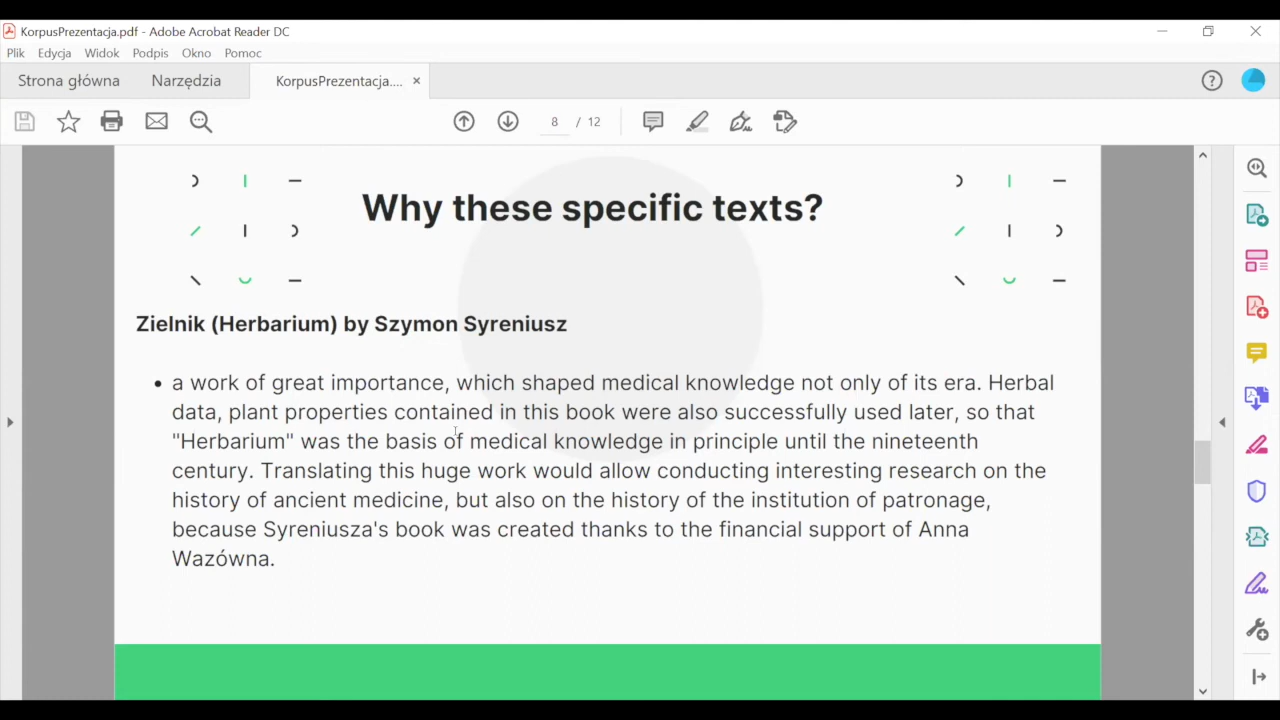 KorpusPrezentacja.pdf - Adobe Acrobat Reader DC
Plik Edycja Widok Podpis Okno Pomoc
Strona główna Narzędzia KorpusPrezentacja....
8 / 12
Why these specific texts?
Zielnik (Herbarium) by Szymon Syreniusz
• a work of great importance, which shaped medical knowledge not only of its era. Herbal
data, plant properties contained in this book were also successfully used later, so that
"Herbarium" was the basis of medical knowledge in principle until the nineteenth
century. Translating this huge work would allow conducting interesting research on the
history of ancient medicine, but also on the history of the institution of patronage,
because Syreniusza's book was created thanks to the financial support of Anna
Wazówna.